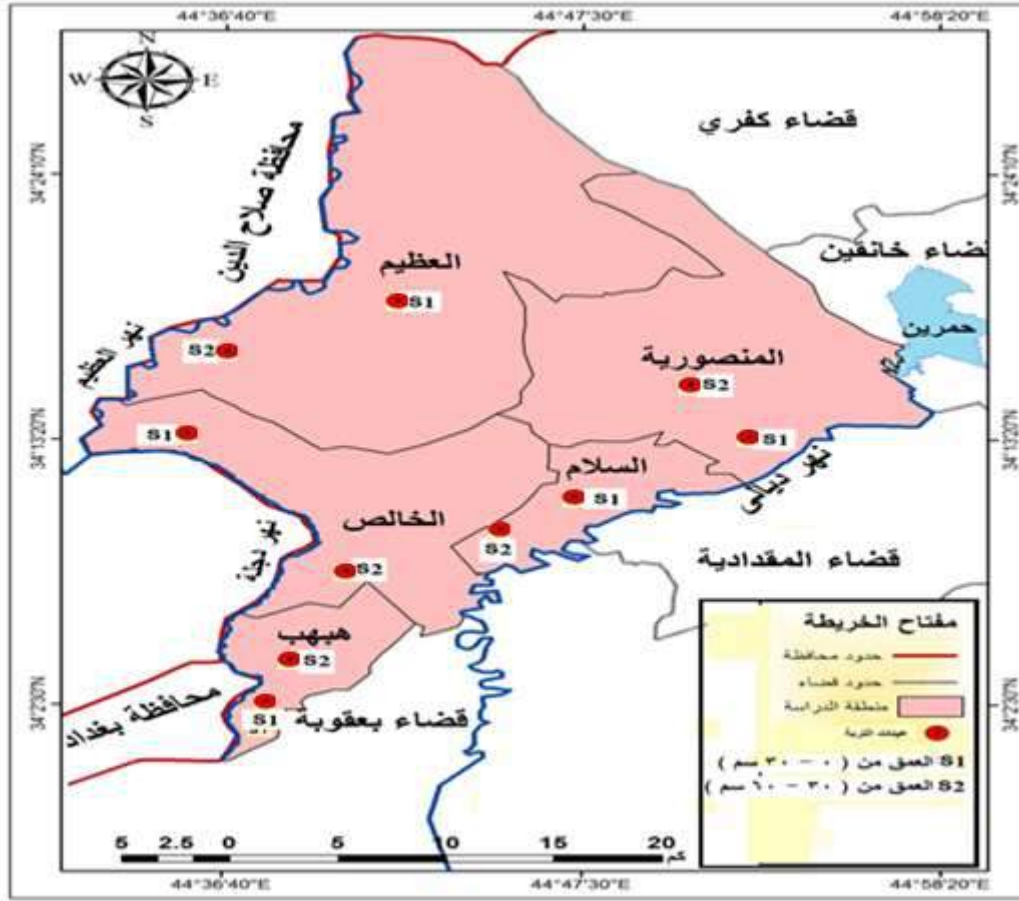 44°36'40"E
44°47'30"E
44°58'20"E
N
W
E
S
34°24'10"N
34°24'10"N
قضاء كفري
محافظة صلاح الدين
قضاء خانقين
العظيم
S1
حمرين
نهر العظيم
S2
المنصورية
S2
34°13'20"N
34°13'20"N
S1
S1
نهر ديالى
السلام
S1
الخالص
S2
نهر دجلة
S2
قضاء المقدادية
هبهب
S2
محافظة بغداد
S1
قضاء بعقوبة
34°2'30"N
34°2'30"N
مفتاح الخريطة
حدود محافظة
حدود قضاء
منطقة الدراسة
عينات التربة
S1 العمق من ( ٠ - ٣٠ سم )
S2 العمق من ( ٣٠ - ٦٠ سم )
5
2.5
0
5
10
15
20
كم
44°36'40"E
44°47'30"E
44°58'20"E